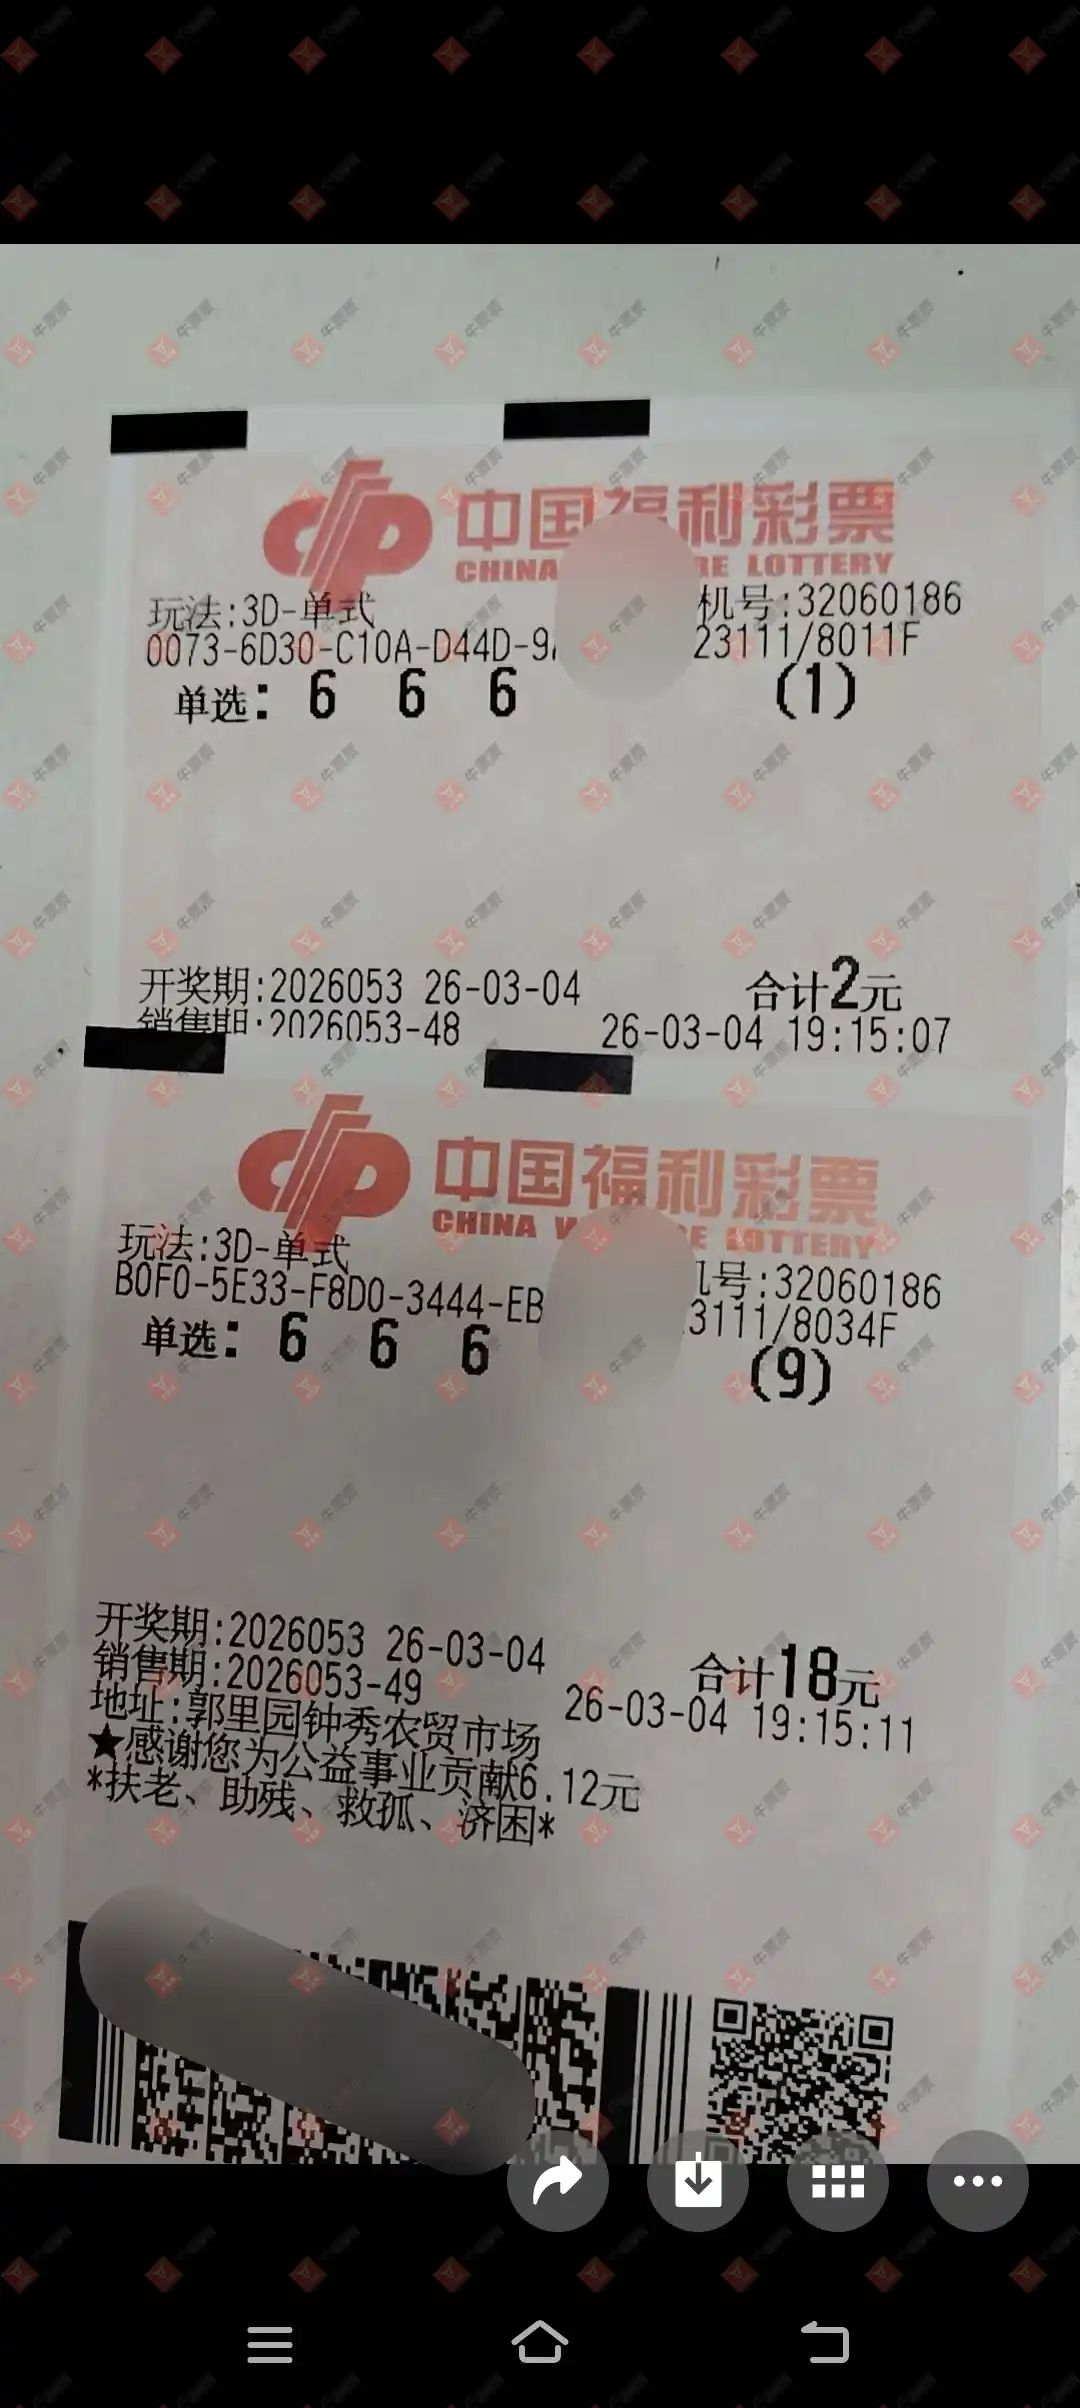 中国福利彩票
CHINA RE LOTTERY
玩法:3D-单式 机号:32060186
0073-6D30-C10A-D44D-9 23111/8011F
单选: 6 6 6 (1)
开奖期:2026053 26-03-04 合计2元
销售期:2026053-48 26-03-04 19:15:07
中国福利彩票
CHINA W RE LOTTERY
玩法:3D-单式 机号:32060186
B0F0-5E33-F8D0-3444-EB 3111/8034F
单选: 6 6 6 (9)
开奖期:2026053 26-03-04 合计18元
销售期:2026053-49 26-03-04 19:15:11
地址:郭里园钟秀农贸市场
★感谢您为公益事业贡献6.12元
*扶老、助残、救孤、济困*
牛票票